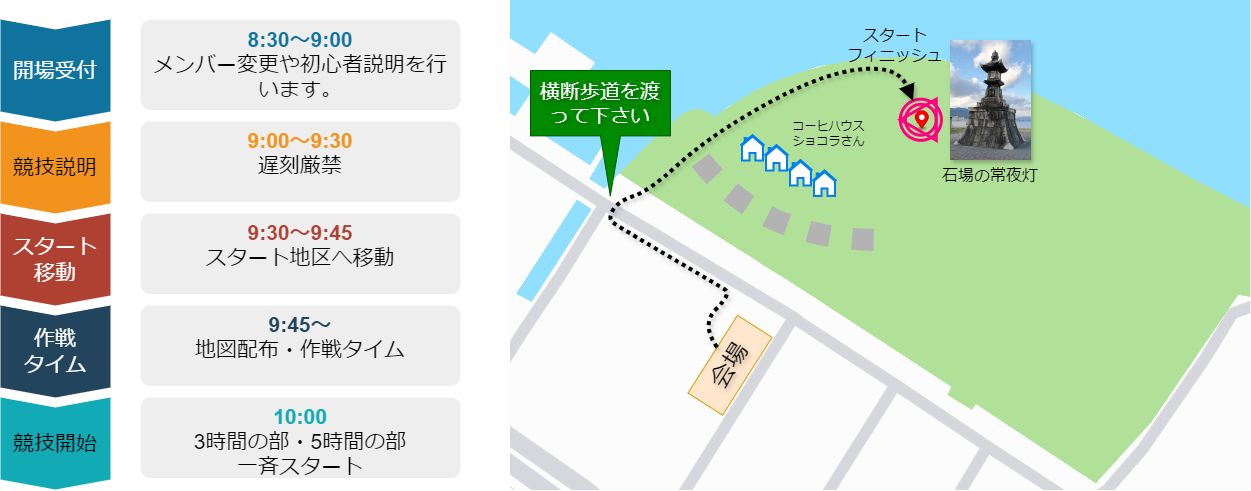 開場受付
8:30〜9:00
メンバー変更や初心者説明を行
います。
競技説明
9:00〜9:30
遅刻厳禁
スタート
移動
9:30〜9:45
スタート地区へ移動
作戦
タイム
9:45〜
地図配布・作戦タイム
競技開始
10:00
3時間の部・5時間の部
一斉スタート
横断歩道を渡
って下さい
スタート
フィニッシュ
コーヒハウス
ショコラさん
石場の常夜灯
会場